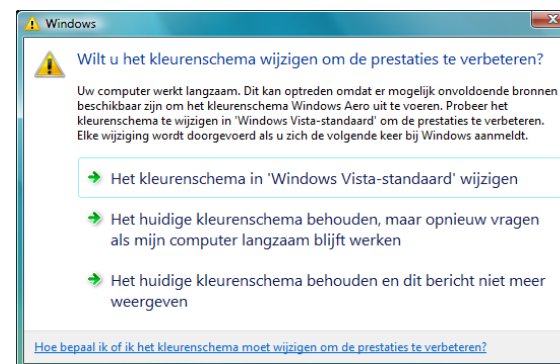 Windows
Wilt u het kleurenschema wijzigen om de prestaties te verbeteren?
Uw computer werkt langzaam. Dit kan optreden omdat er mogelijk onvoldoende bronnen
beschikbaar zijn om het kleurenschema Windows Aero uit te voeren. Probeer het
kleurenschema te wijzigen in 'Windows Vista-standaard' om de prestaties te verbeteren.
Elke wijziging wordt doorgevoerd als u zich de volgende keer bij Windows aanmeldt.
Het kleurenschema in 'Windows Vista-standaard' wijzigen
Het huidige kleurenschema behouden, maar opnieuw vragen
als mijn computer langzaam blijft werken
Het huidige kleurenschema behouden en dit bericht niet meer
weergeven
Hoe bepaal ik of ik het kleurenschema moet wijzigen om de prestaties te verbeteren?